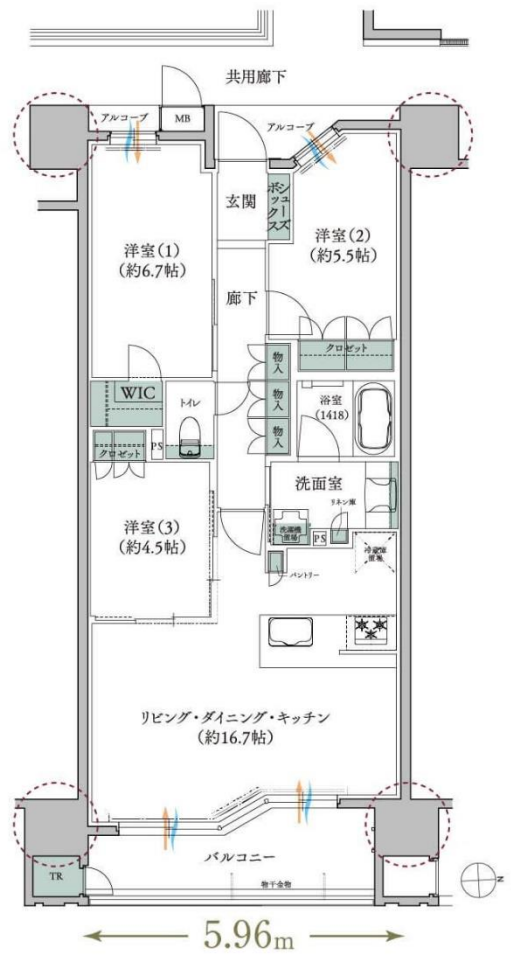 共用廊下
アルコーブ
MB
アルコーブ
玄関
シューズ
ボックス
洋室(1)
(約6.7帖)
洋室(2)
(約5.5帖)
廊下
クロゼット
物入
WIC
トイレ
物入
浴室
(1418)
クロゼット
PS
物入
洗面室
リネン庫
洋室(3)
(約4.5帖)
洗濯機
置場
PS
冷蔵庫
置場
パントリー
リビング・ダイニング・キッチン
(約16.7帖)
バルコニー
TR
物干金物
N
5.96m